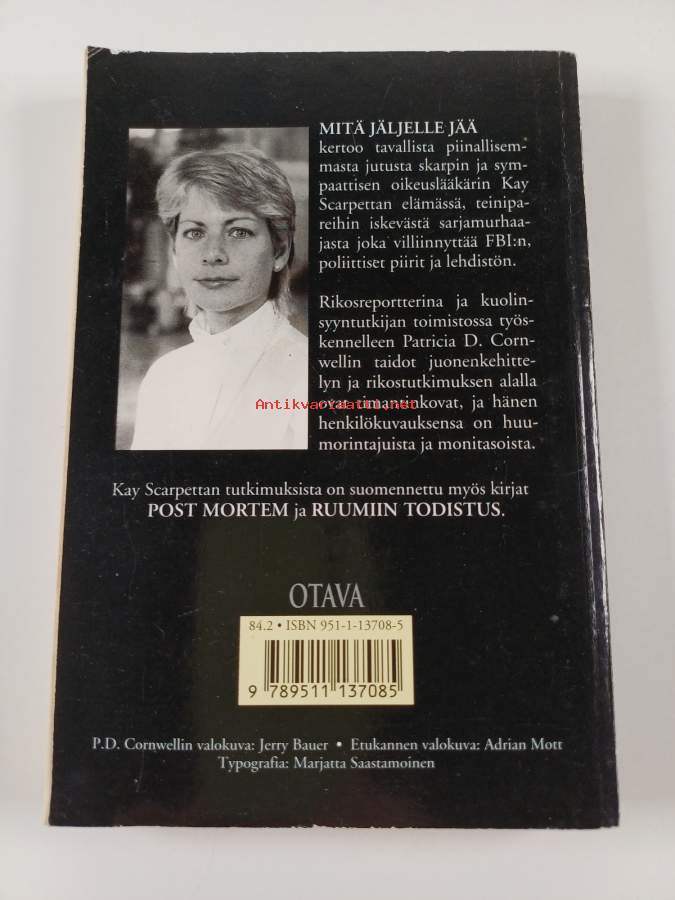 MITÄ JÄLJELLE JÄÄ
kertoo tavallista piinallisem-
masta jutusta skarpin ja sym-
paattisen oikeuslääkärin Kay
Scarpettan elämässä, teinipa-
reihin iskevästä sarjamurhaa-
jasta joka villiinnyttää FBI:n,
poliittiset piirit ja lehdistön.
Rikosreportterina ja kuolin-
syyntutkijan toimistossa työs-
kennelleen Patricia D. Corn-
wellin taidot juonenkehitte-
lyn ja rikostutkimuksen alalla
ovat timantinkovat, ja hänen
Antikvariaatti.net
henkilökuvauksensa on huu-
morintajuista ja monitasoista.
Kay Scarpettan tutkimuksista on suomennettu myös kirjat
POST MORTEM ja RUUMIIN TODISTUS.
OTAVA
84.2 • ISBN 951-1-13708-5
9 789511 137085
P.D. Cornwellin valokuva: Jerry Bauer • Etukannen valokuva: Adrian Mott
Typografia: Marjatta Saastamoinen